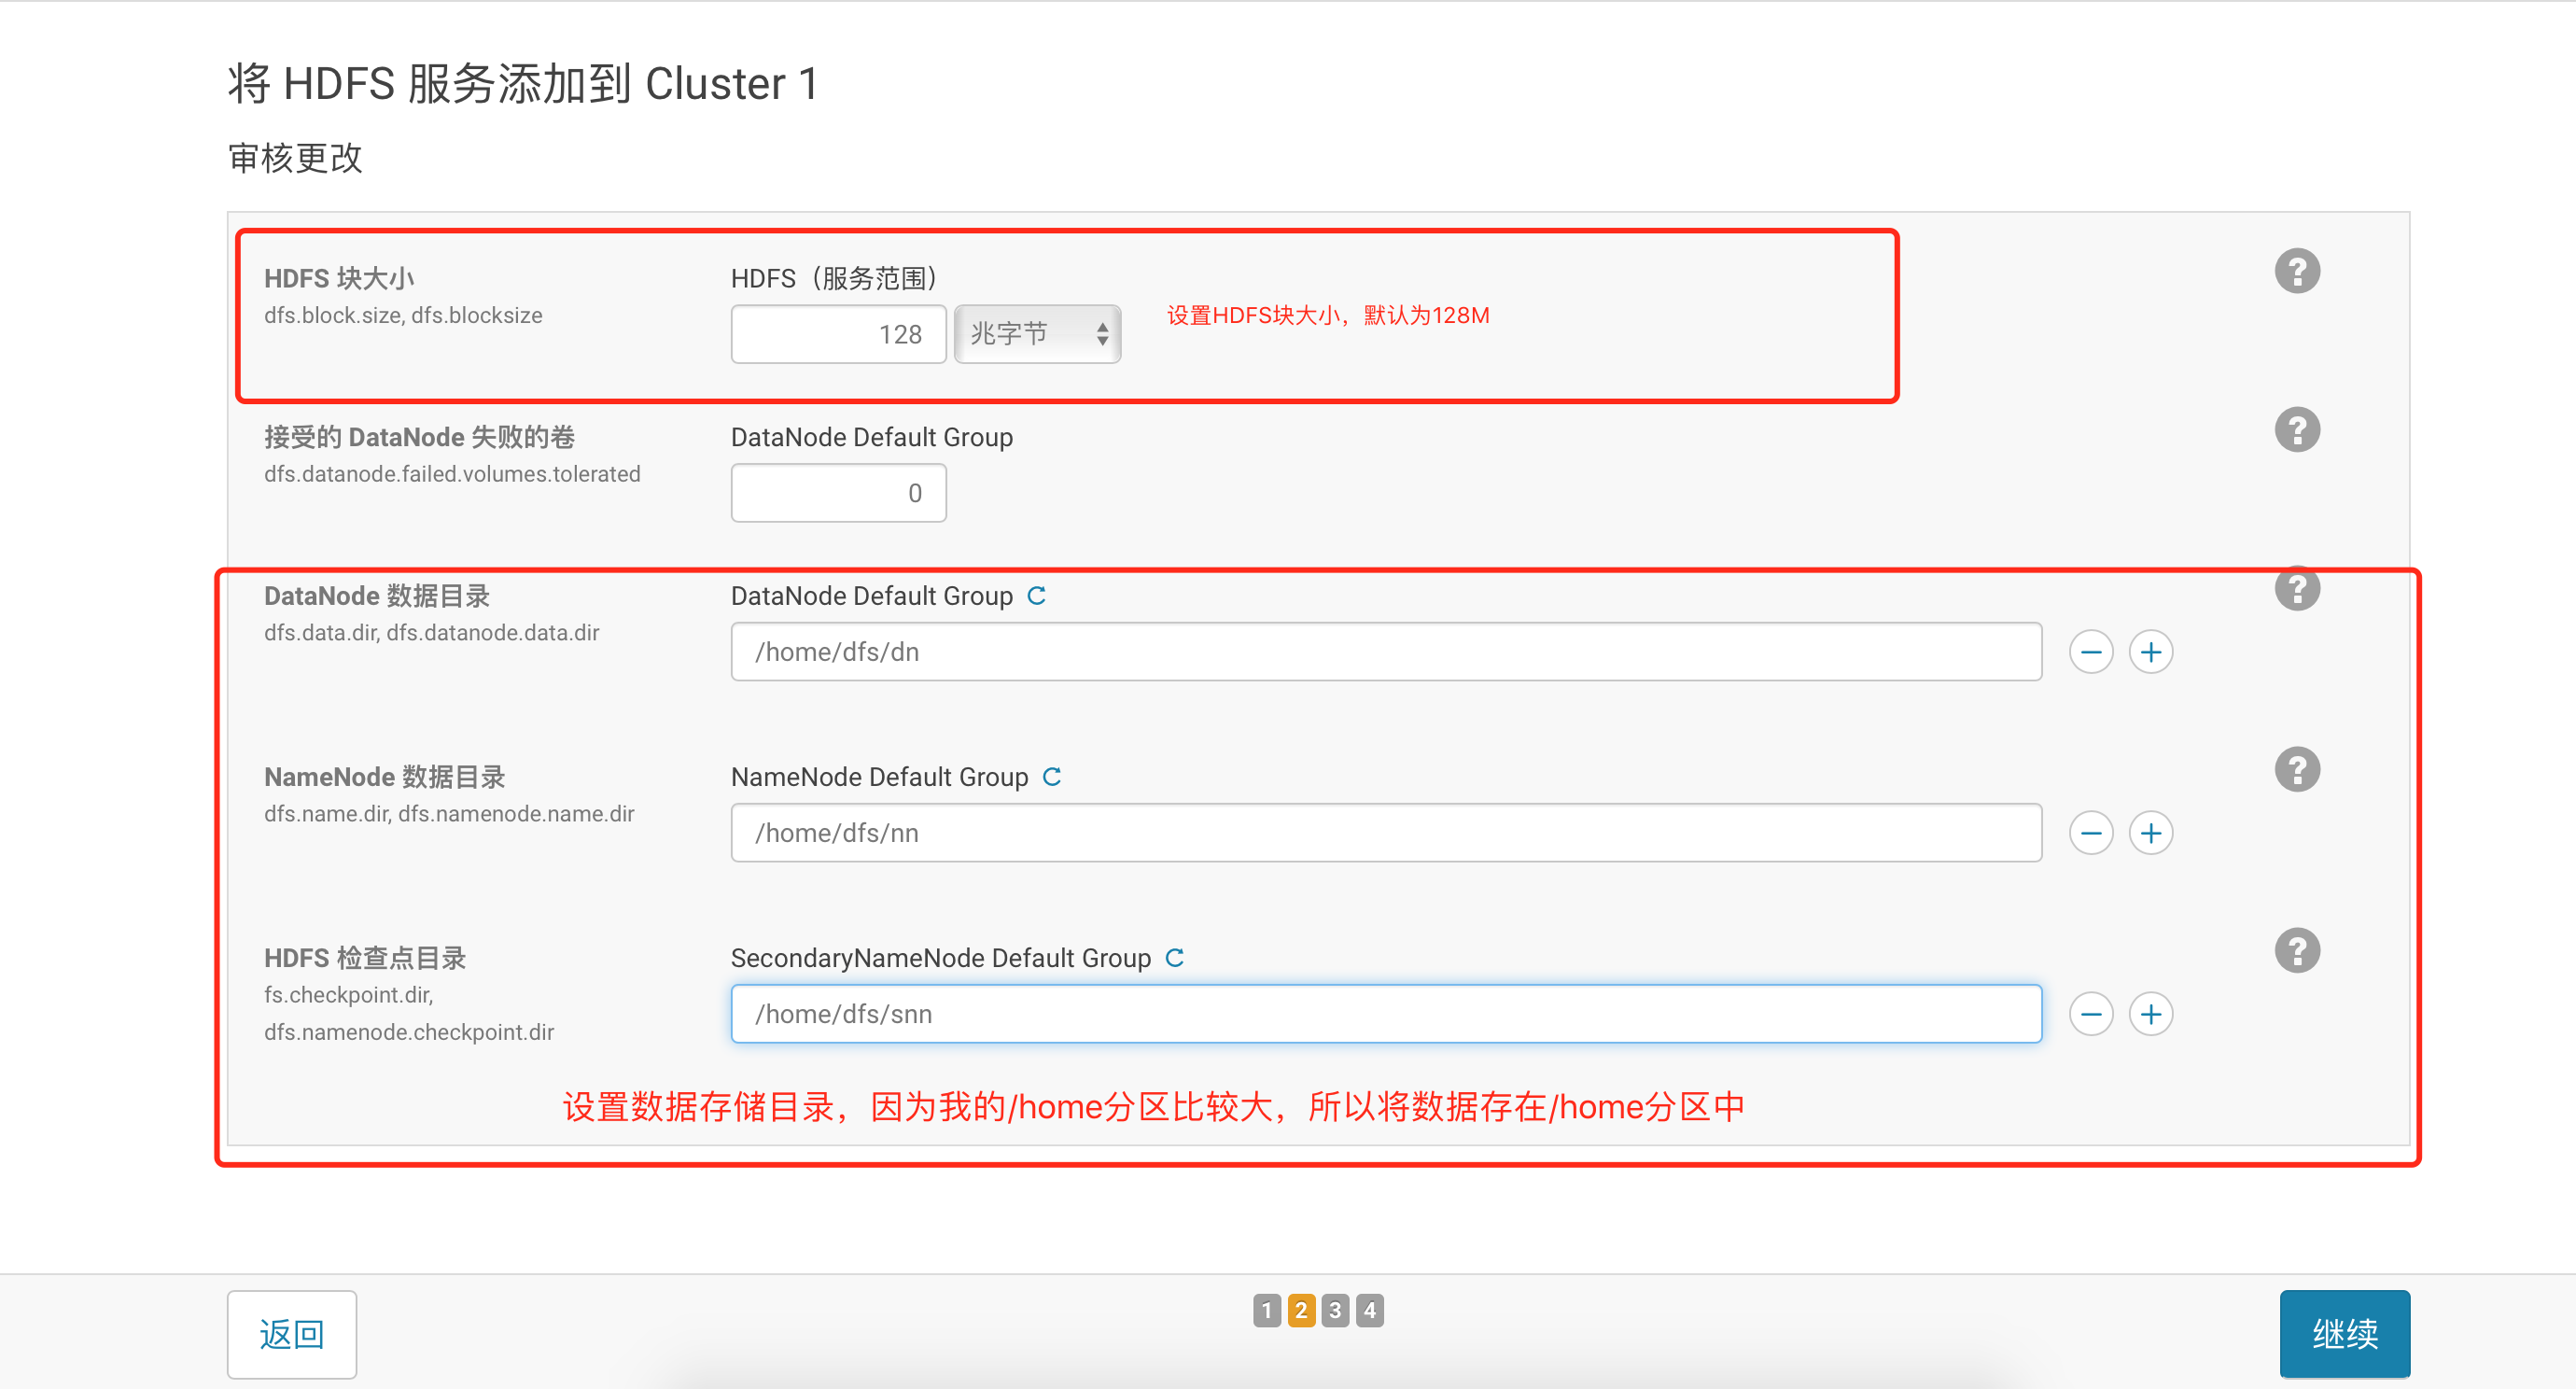 将 HDFS 服务添加到 Cluster 1
审核更改
HDFS 块大小
dfs.block.size, dfs.blocksize
HDFS（服务范围）
128 兆字节
设置HDFS块大小，默认为128M
接受的 DataNode 失败的卷
dfs.datanode.failed.volumes.tolerated
DataNode Default Group
0
DataNode 数据目录
dfs.data.dir, dfs.datanode.data.dir
DataNode Default Group
/home/dfs/dn
NameNode 数据目录
dfs.name.dir, dfs.namenode.name.dir
NameNode Default Group
/home/dfs/nn
HDFS 检查点目录
fs.checkpoint.dir,
dfs.namenode.checkpoint.dir
SecondaryNameNode Default Group
/home/dfs/snn
设置数据存储目录，因为我的/home分区比较大，所以将数据存在/home分区中
返回
1 2 3 4
继续